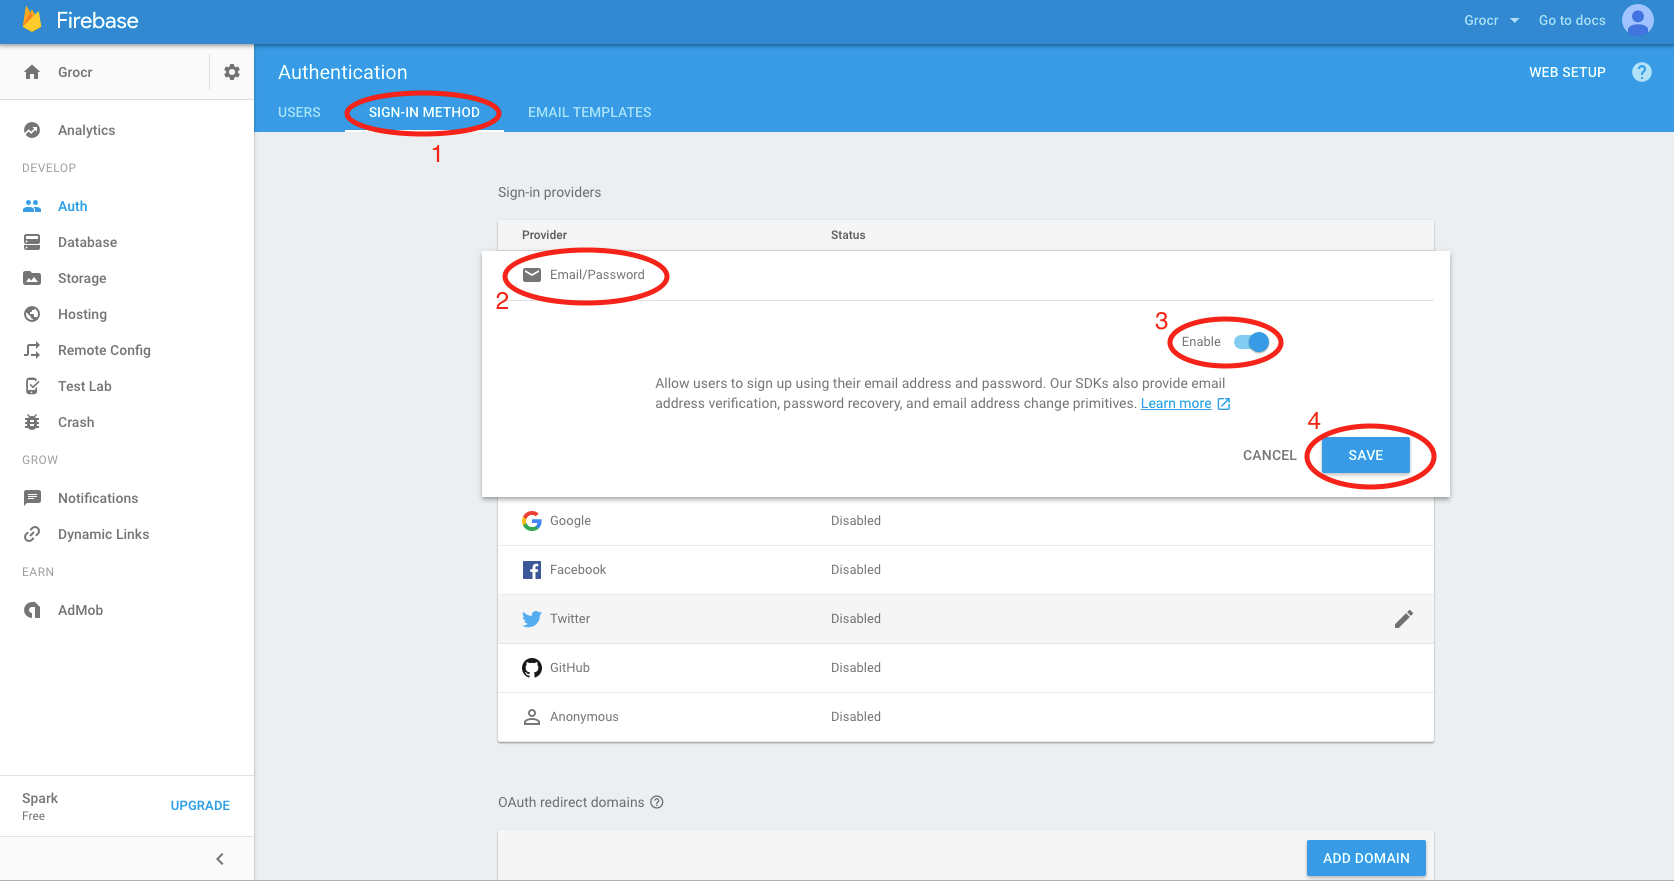 Firebase
Grocr
Go to docs
Grocr
Authentication
WEB SETUP
?
USERS
SIGN-IN METHOD
EMAIL TEMPLATES
1
Analytics
DEVELOP
Auth
Database
Storage
Hosting
Remote Config
Test Lab
Crash
GROW
Notifications
Dynamic Links
EARN
AdMob
Spark
Free
UPGRADE
Sign-in providers
Provider
Status
Email/Password
2
3
Enable
Allow users to sign up using their email address and password. Our SDKs also provide email
address verification, password recovery, and email address change primitives. Learn more
4
CANCEL
SAVE
Google
Disabled
Facebook
Disabled
Twitter
Disabled
GitHub
Disabled
Anonymous
Disabled
OAuth redirect domains ?
ADD DOMAIN